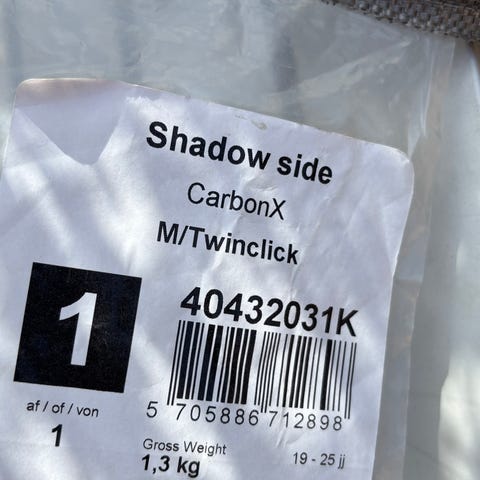 Shadow side
CarbonX
M/Twinclick
1
40432031K
5 705886 712898
af / of / von
1
Gross Weight
1,3 kg
19 - 25 jj